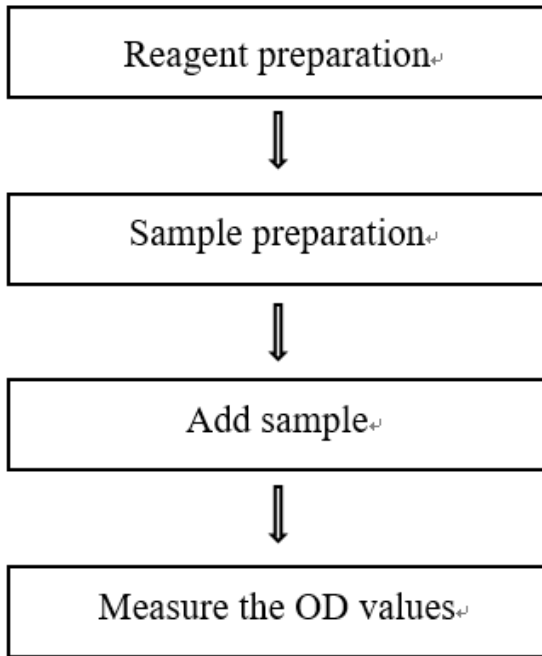 Reagent preparation
Sample preparation
Add sample
Measure the OD values